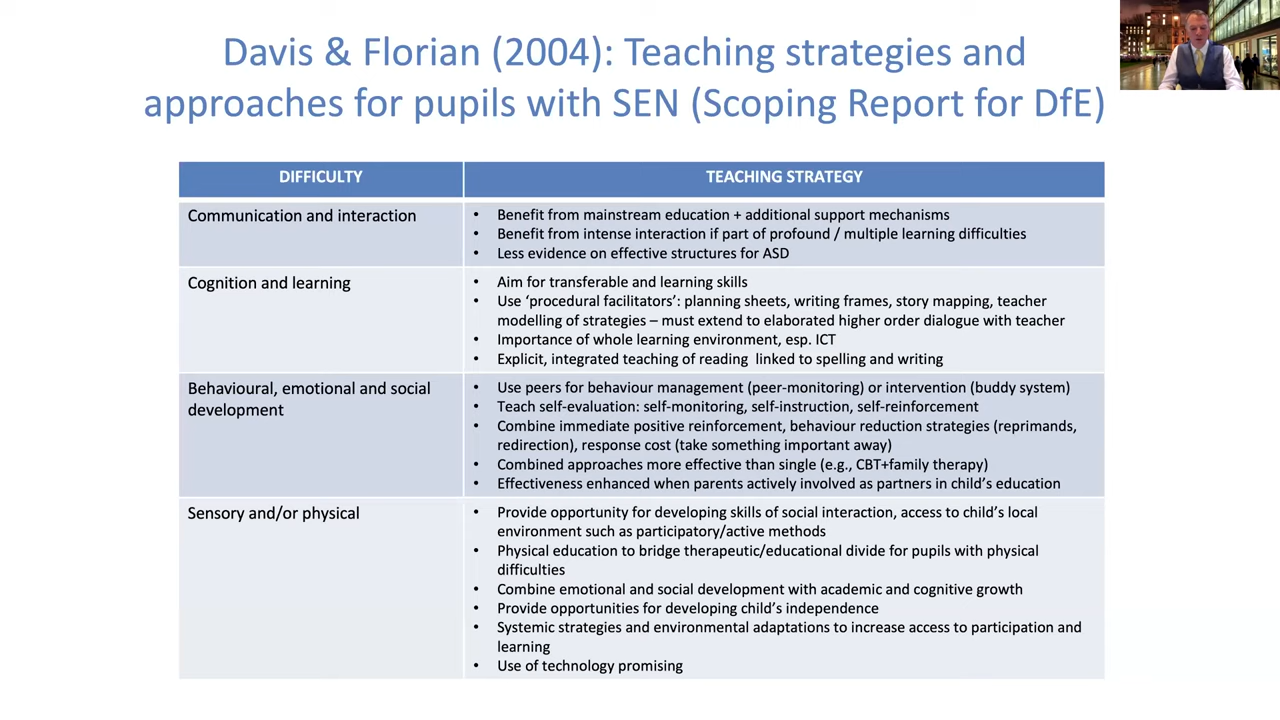 Davis & Florian (2004): Teaching strategies and
approaches for pupils with SEN (Scoping Report for DfE)
DIFFICULTY
TEACHING STRATEGY
Communication and interaction
• Benefit from mainstream education + additional support mechanisms
• Benefit from intense interaction if part of profound / multiple learning difficulties
• Less evidence on effective structures for ASD
Cognition and learning
• Aim for transferable and learning skills
• Use ‘procedural facilitators’: planning sheets, writing frames, story mapping, teacher
modelling of strategies – must extend to elaborated higher order dialogue with teacher
• Importance of whole learning environment, esp. ICT
• Explicit, integrated teaching of reading linked to spelling and writing
Behavioural, emotional and social
development
• Use peers for behaviour management (peer-monitoring) or intervention (buddy system)
• Teach self-evaluation: self-monitoring, self-instruction, self-reinforcement
• Combine immediate positive reinforcement, behaviour reduction strategies (reprimands,
redirection), response cost (take something important away)
• Combined approaches more effective than single (e.g., CBT+family therapy)
• Effectiveness enhanced when parents actively involved as partners in child’s education
Sensory and/or physical
• Provide opportunity for developing skills of social interaction, access to child’s local
environment such as participatory/active methods
• Physical education to bridge therapeutic/educational divide for pupils with physical
difficulties
• Combine emotional and social development with academic and cognitive growth
• Provide opportunities for developing child’s independence
• Systemic strategies and environmental adaptations to increase access to participation and
learning
• Use of technology promising